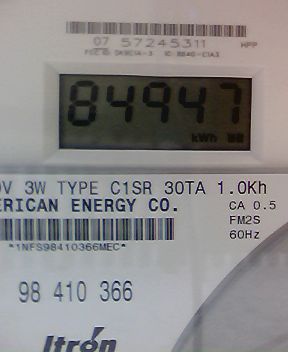 07 57245311 HPP
84947
kWh
V 3W TYPE C1SR 30TA 1.0Kh
ERICAN ENERGY CO. CA 0.5
FM2S
60Hz
*1NFS98410366MEC*
98 410 366
Itron